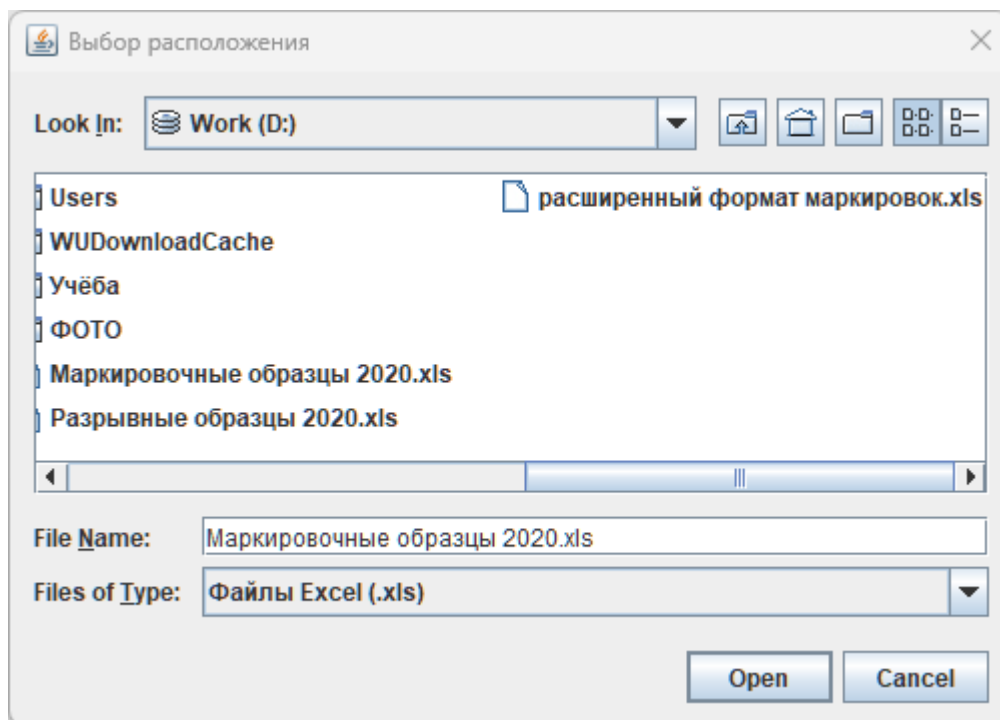 Выбор расположения
Look In: Work (D:)
Users
WUDownloadCache
Учёба
ФОТО
Маркировочные образцы 2020.xls
Разрывные образцы 2020.xls
расширенный формат маркировок.xls
File Name: Маркировочные образцы 2020.xls
Files of Type: Файлы Excel (.xls)
Open Cancel